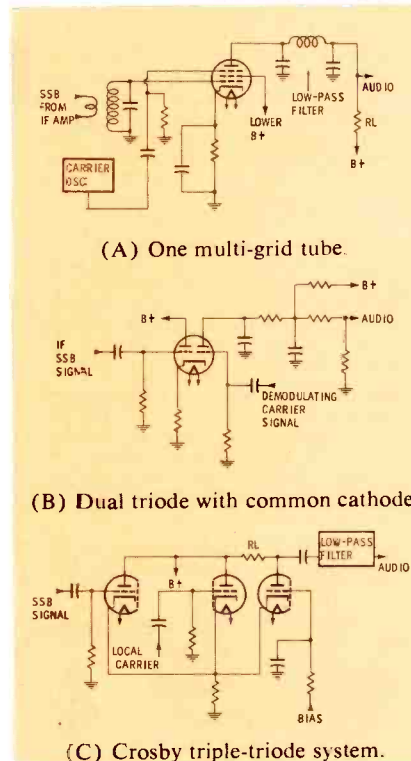 SSB
FROM
IF AMP
CARRIER
OSC
LOWER
B+
LOW-PASS
FILTER
AUDIO
RL
B+
(A) One multi-grid tube.
B+
B+
AUDIO
IF
SSB
SIGNAL
DEMODULATING
CARRIER
SIGNAL
(B) Dual triode with common cathode
SSB
SIGNAL
B+
LOCAL
CARRIER
RL
LOW-PASS
FILTER
AUDIO
BIAS
(C) Crosby triple-triode system.